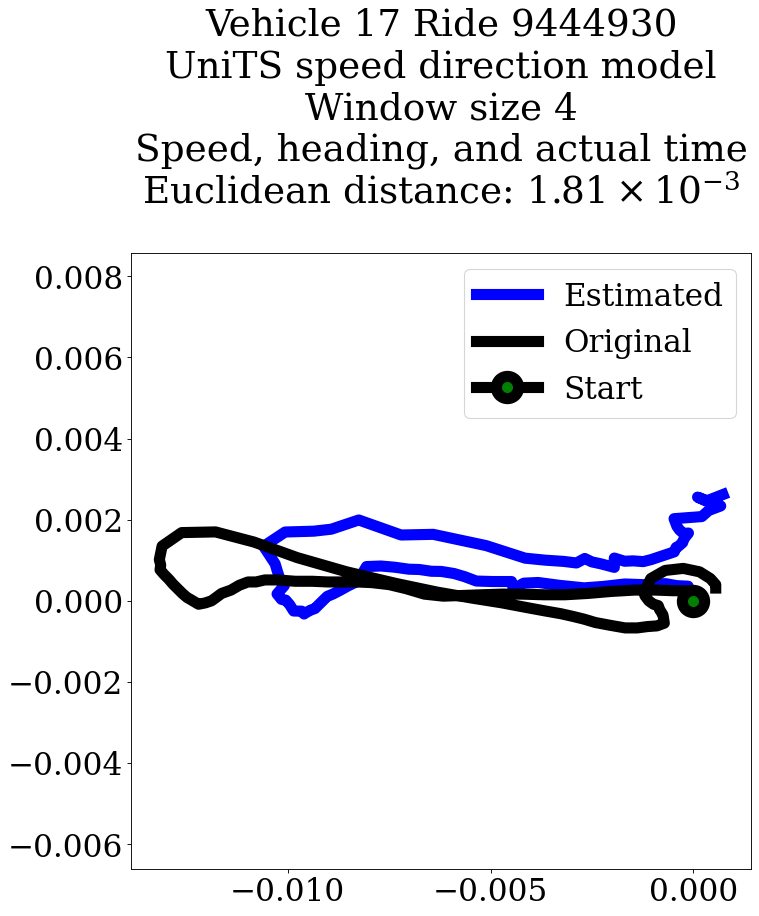 Vehicle 17 Ride 9444930
UniTS speed direction model
Window size 4
Speed, heading, and actual time
Euclidean distance: 1.81 × 10⁻³
Estimated
Original
Start
0.008
0.006
0.004
0.002
0.000
−0.002
−0.004
−0.006
−0.010
−0.005
0.000